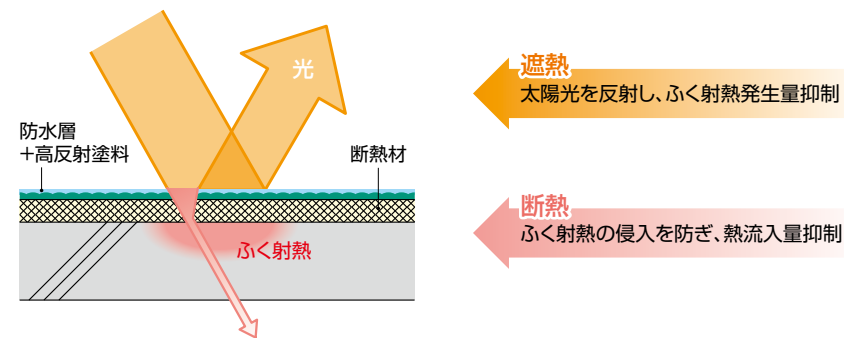 光
遮熱
太陽光を反射し、ふく射熱発生量抑制
防水層
＋高反射塗料
断熱材
断熱
ふく射熱の侵入を防ぎ、熱流入量抑制
ふく射熱